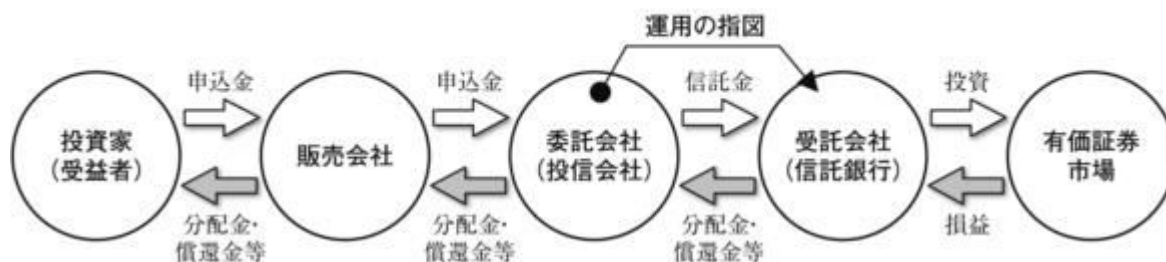 運用の指図
申込金
申込金
信託金
投資
投資家
(受益者)
販売会社
委託会社
(投信会社)
受託会社
(信託銀行)
有価証券
市場
分配金・
償還金等
分配金・
償還金等
分配金・
償還金等
損益